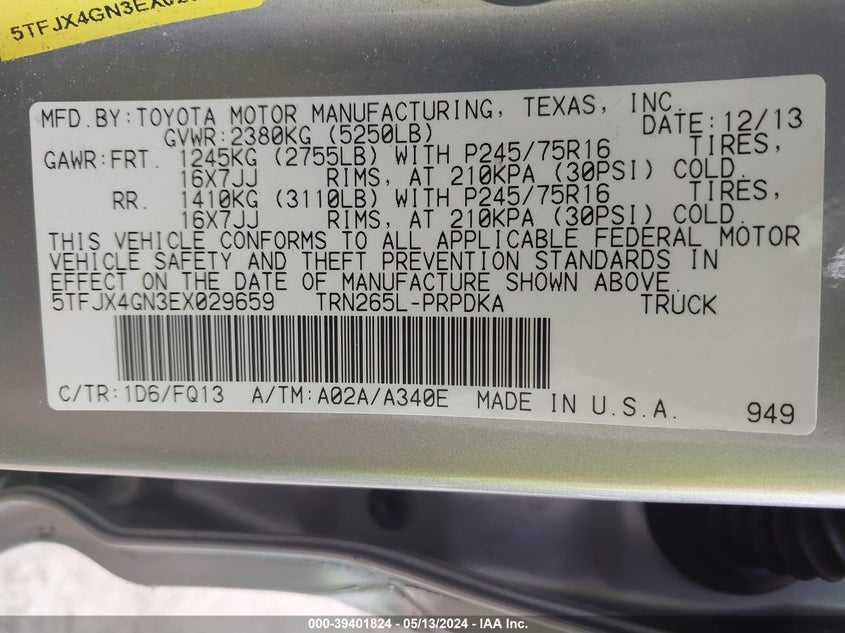 5TFJX4GN3EX02
MFD.BY:TOYOTA MOTOR MANUFACTURING, TEXAS, INC.
GVWR:2380KG (5250LB) DATE:12/13
GAWR:FRT. 1245KG (2755LB) WITH P245/75R16 TIRES,
16X7JJ RIMS, AT 210KPA (30PSI) COLD.
RR. 1410KG (3110LB) WITH P245/75R16 TIRES,
16X7JJ RIMS, AT 210KPA (30PSI) COLD.
THIS VEHICLE CONFORMS TO ALL APPLICABLE FEDERAL MOTOR
VEHICLE SAFETY AND THEFT PREVENTION STANDARDS IN
EFFECT ON THE DATE OF MANUFACTURE SHOWN ABOVE.
5TFJX4GN3EX029659 TRN265L-PRPDKA TRUCK
C/TR:1D6/FQ13 A/TM:A02A/A340E MADE IN U.S.A. 949
000-39401824 - 05/13/2024 - IAA Inc.